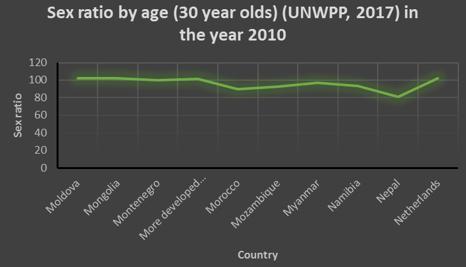 Sex ratio by age (30 year olds) (UNWPP, 2017) in
the year 2010
120
100
80
60
40
20
0
Sex ratio
Moldova
Mongolia
Montenegro
More developed...
Morocco
Mozambique
Myanmar
Namibia
Nepal
Netherlands
Country